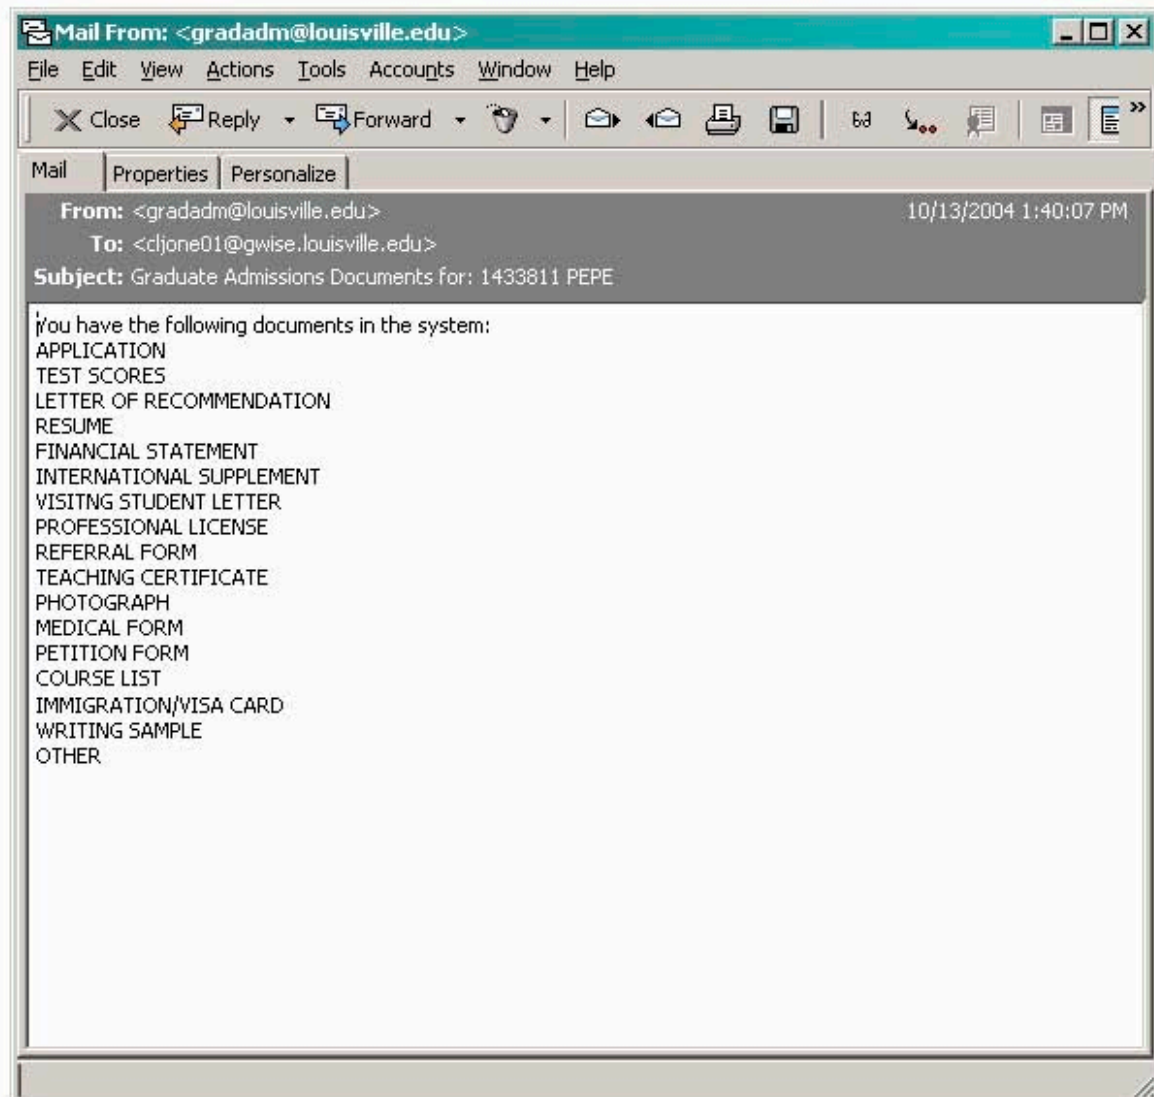 Mail From: <gradadm@louisville.edu>
File Edit View Actions Tools Accounts Window Help
Close Reply Forward
Mail Properties Personalize
From: <gradadm@louisville.edu> 10/13/2004 1:40:07 PM
To: <cljone01@gwise.louisville.edu>
Subject: Graduate Admissions Documents for: 1433811 PEPE
You have the following documents in the system:
APPLICATION
TEST SCORES
LETTER OF RECOMMENDATION
RESUME
FINANCIAL STATEMENT
INTERNATIONAL SUPPLEMENT
VISITNG STUDENT LETTER
PROFESSIONAL LICENSE
REFERRAL FORM
TEACHING CERTIFICATE
PHOTOGRAPH
MEDICAL FORM
PETITION FORM
COURSE LIST
IMMIGRATION/VISA CARD
WRITING SAMPLE
OTHER